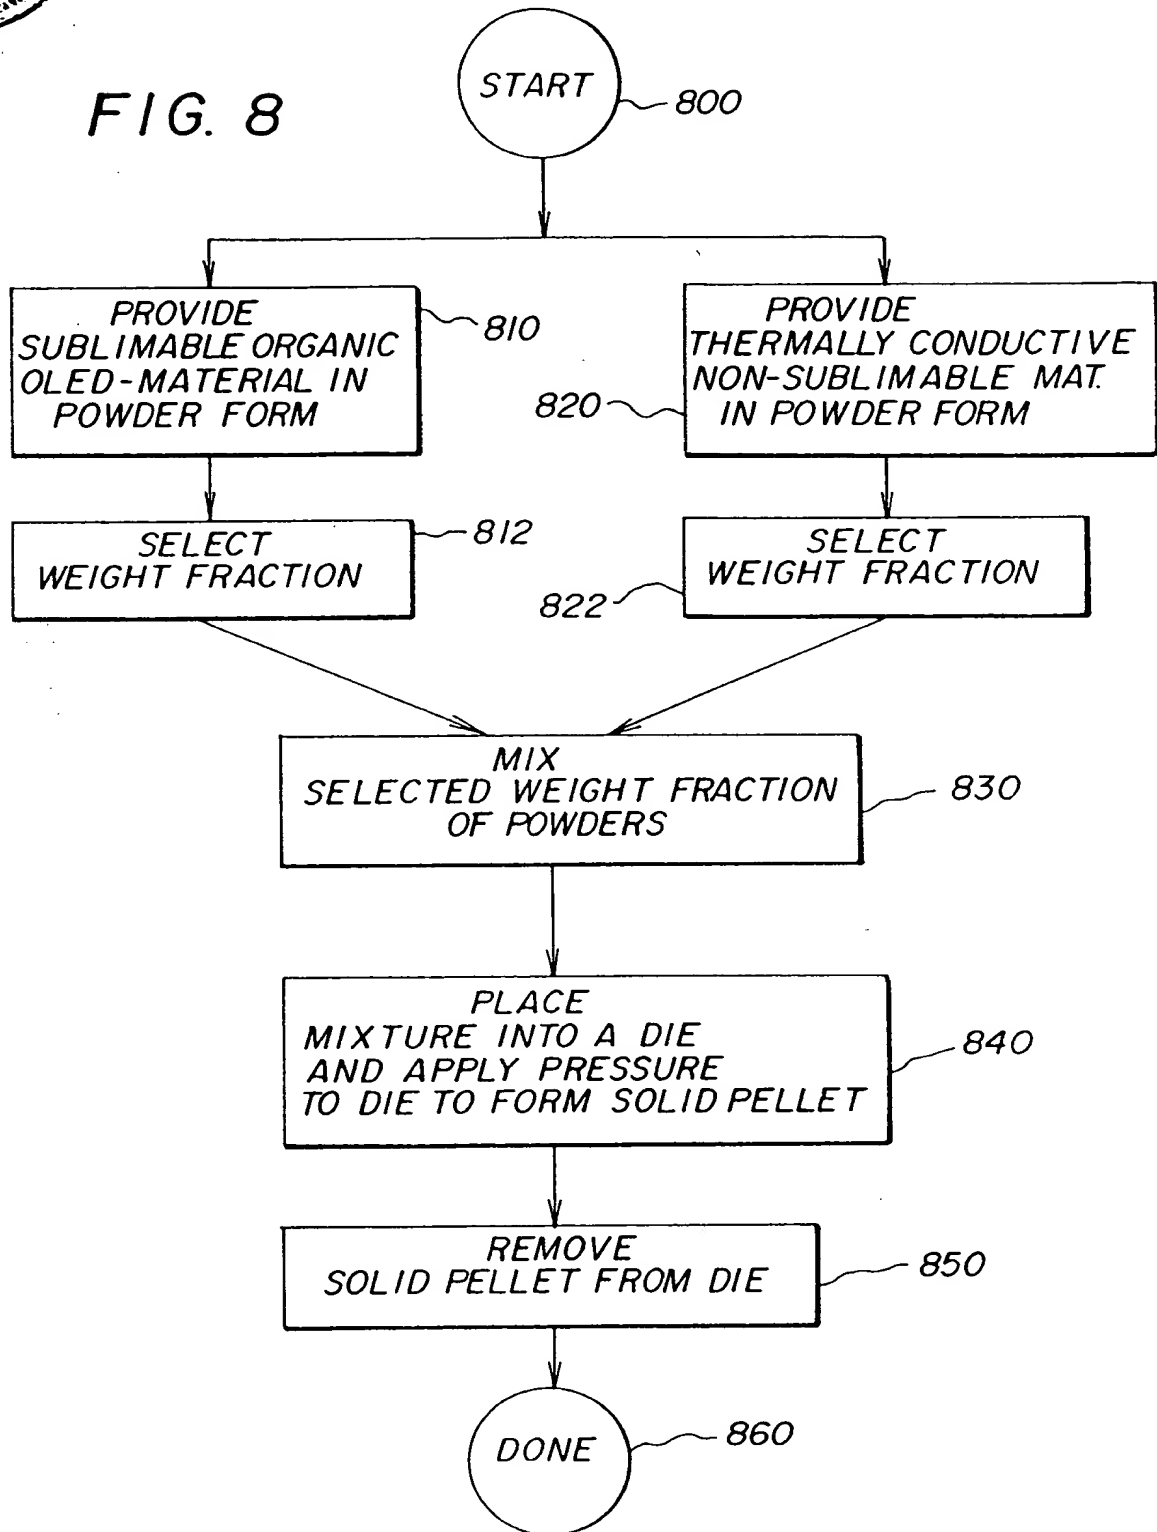 FIG. 8
START
800
PROVIDE
SUBLIMABLE ORGANIC
OLED-MATERIAL IN
POWDER FORM
810
PROVIDE
THERMALLY CONDUCTIVE
NON-SUBLIMABLE MAT.
IN POWDER FORM
820
SELECT
WEIGHT FRACTION
812
SELECT
WEIGHT FRACTION
822
MIX
SELECTED WEIGHT FRACTION
OF POWDERS
830
PLACE
MIXTURE INTO A DIE
AND APPLY PRESSURE
TO DIE TO FORM SOLID PELLET
840
REMOVE
SOLID PELLET FROM DIE
850
DONE
860